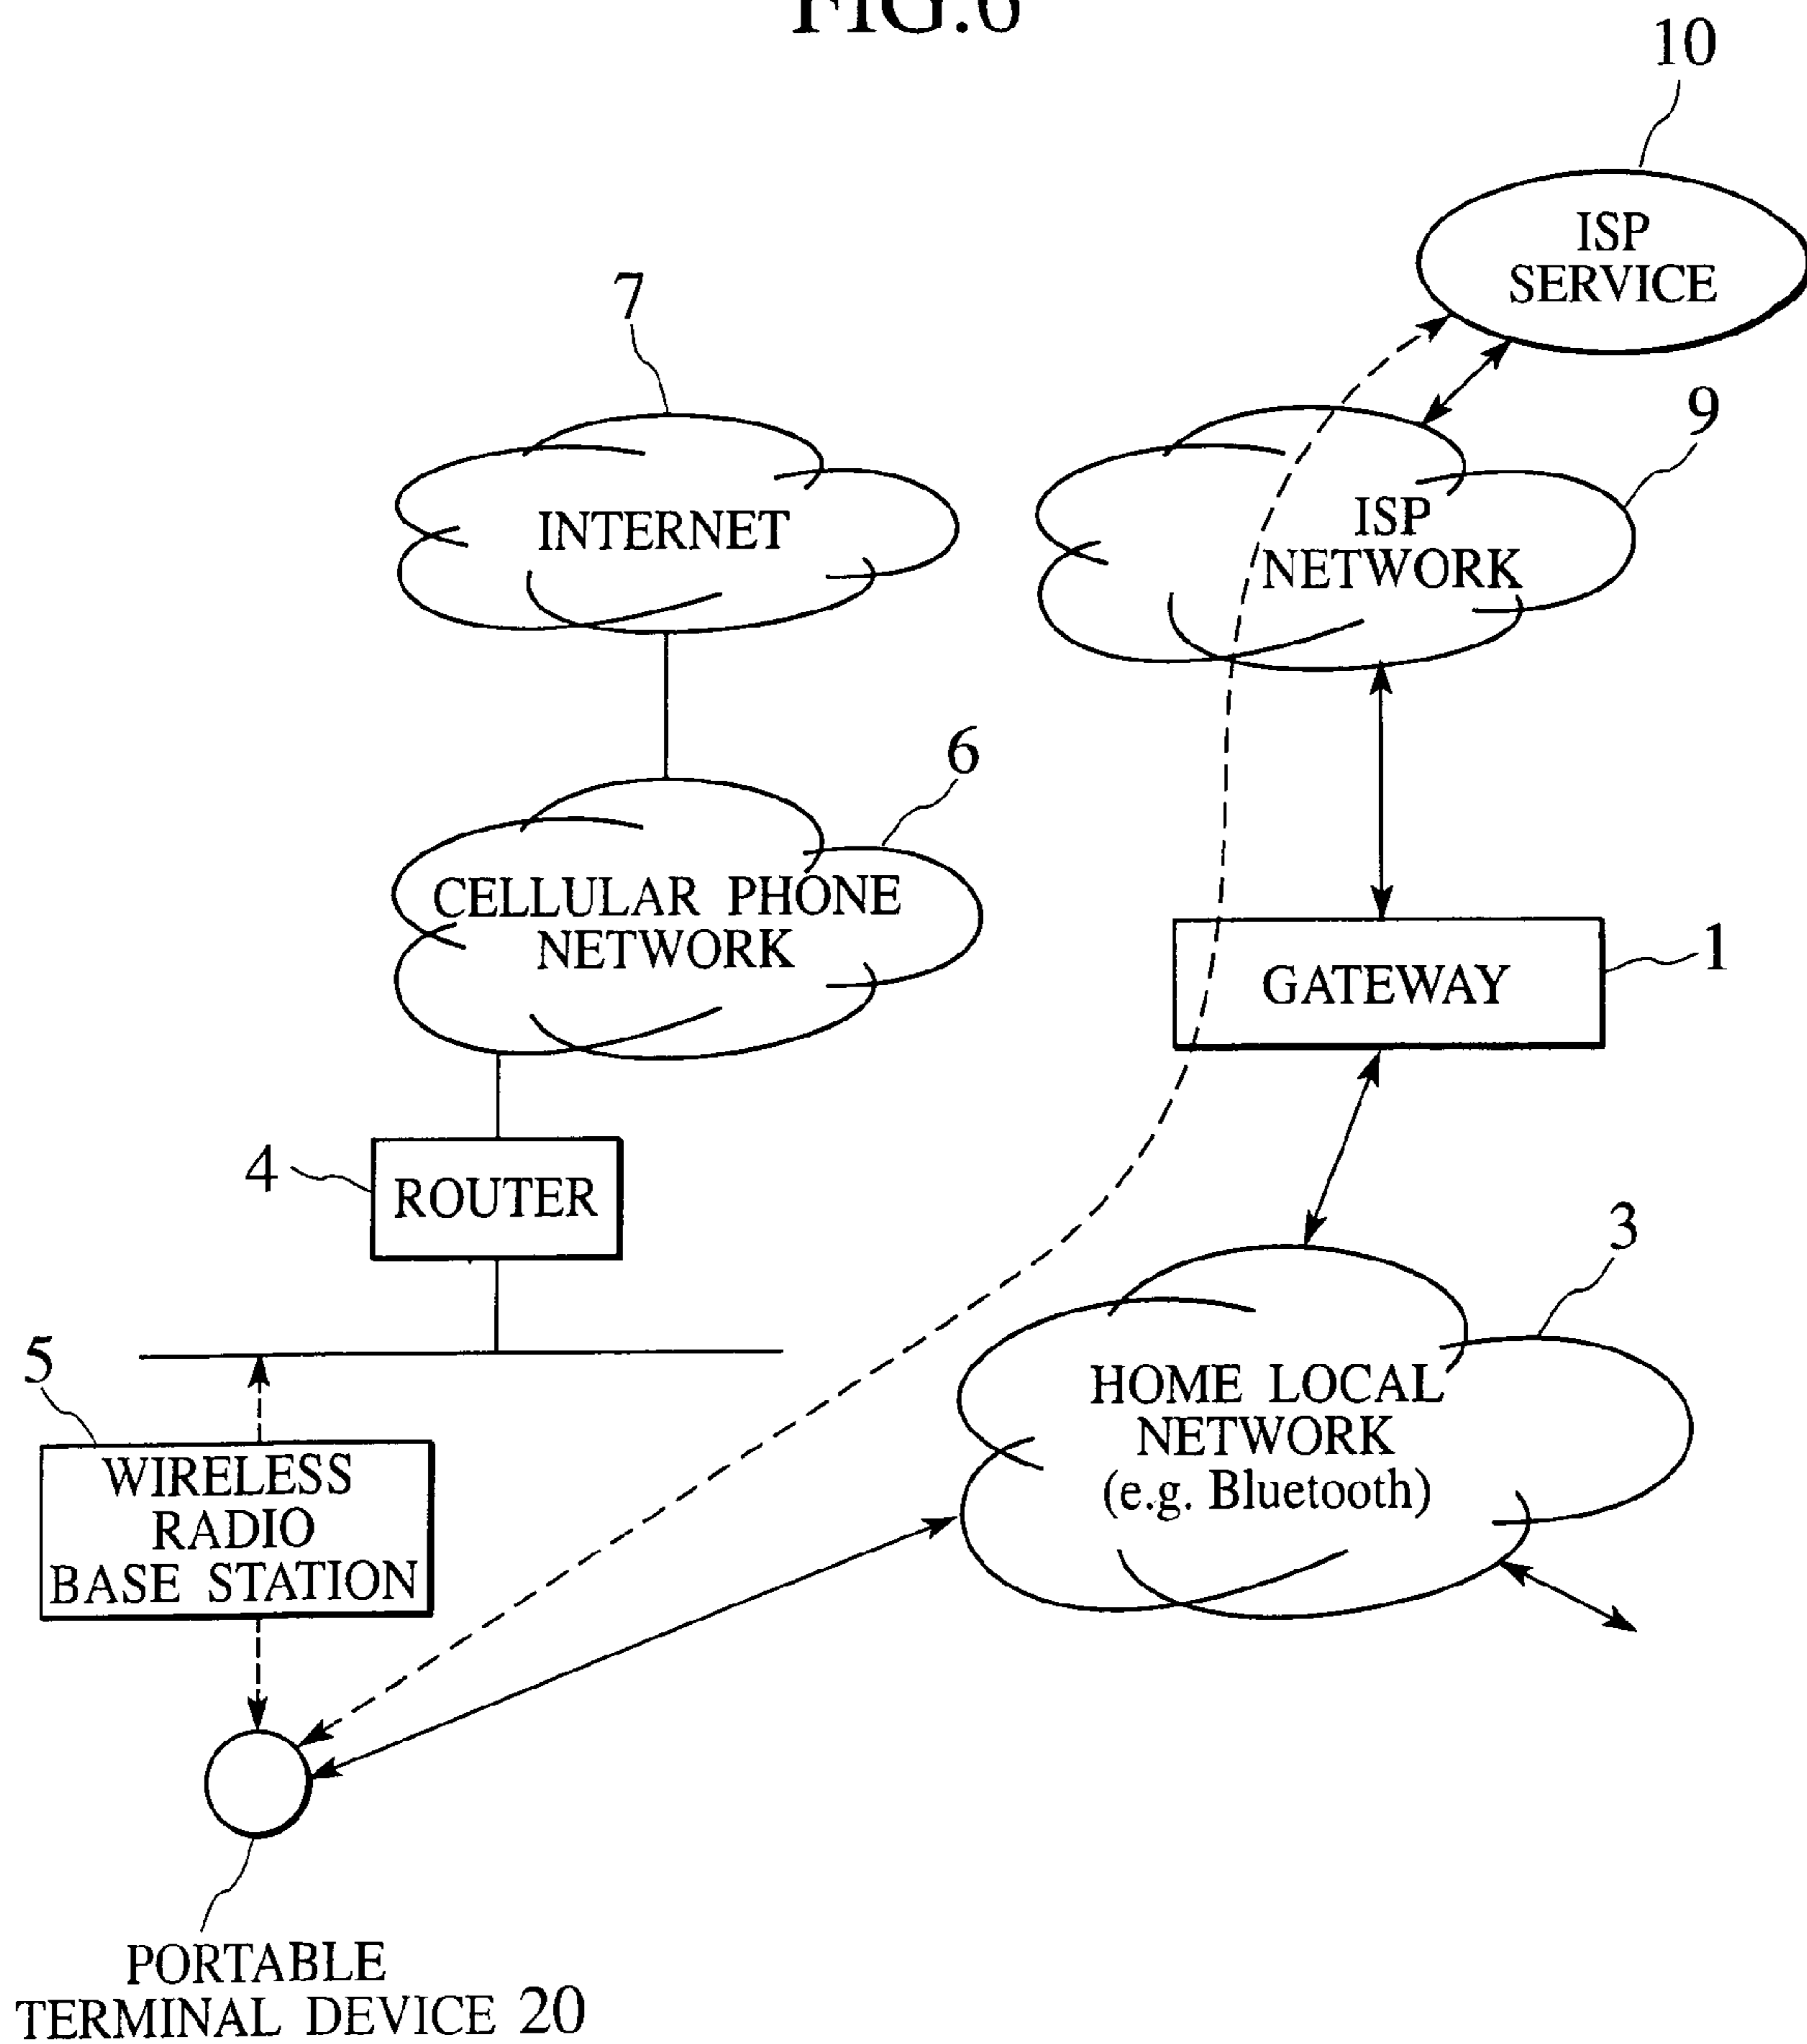 FIG.6
10
ISP
SERVICE
7
9
INTERNET
ISP
NETWORK
6
CELLULAR PHONE
NETWORK
1
GATEWAY
4
ROUTER
3
5
HOME LOCAL
NETWORK
(e.g. Bluetooth)
WIRELESS
RADIO
BASE STATION
PORTABLE
TERMINAL DEVICE 20